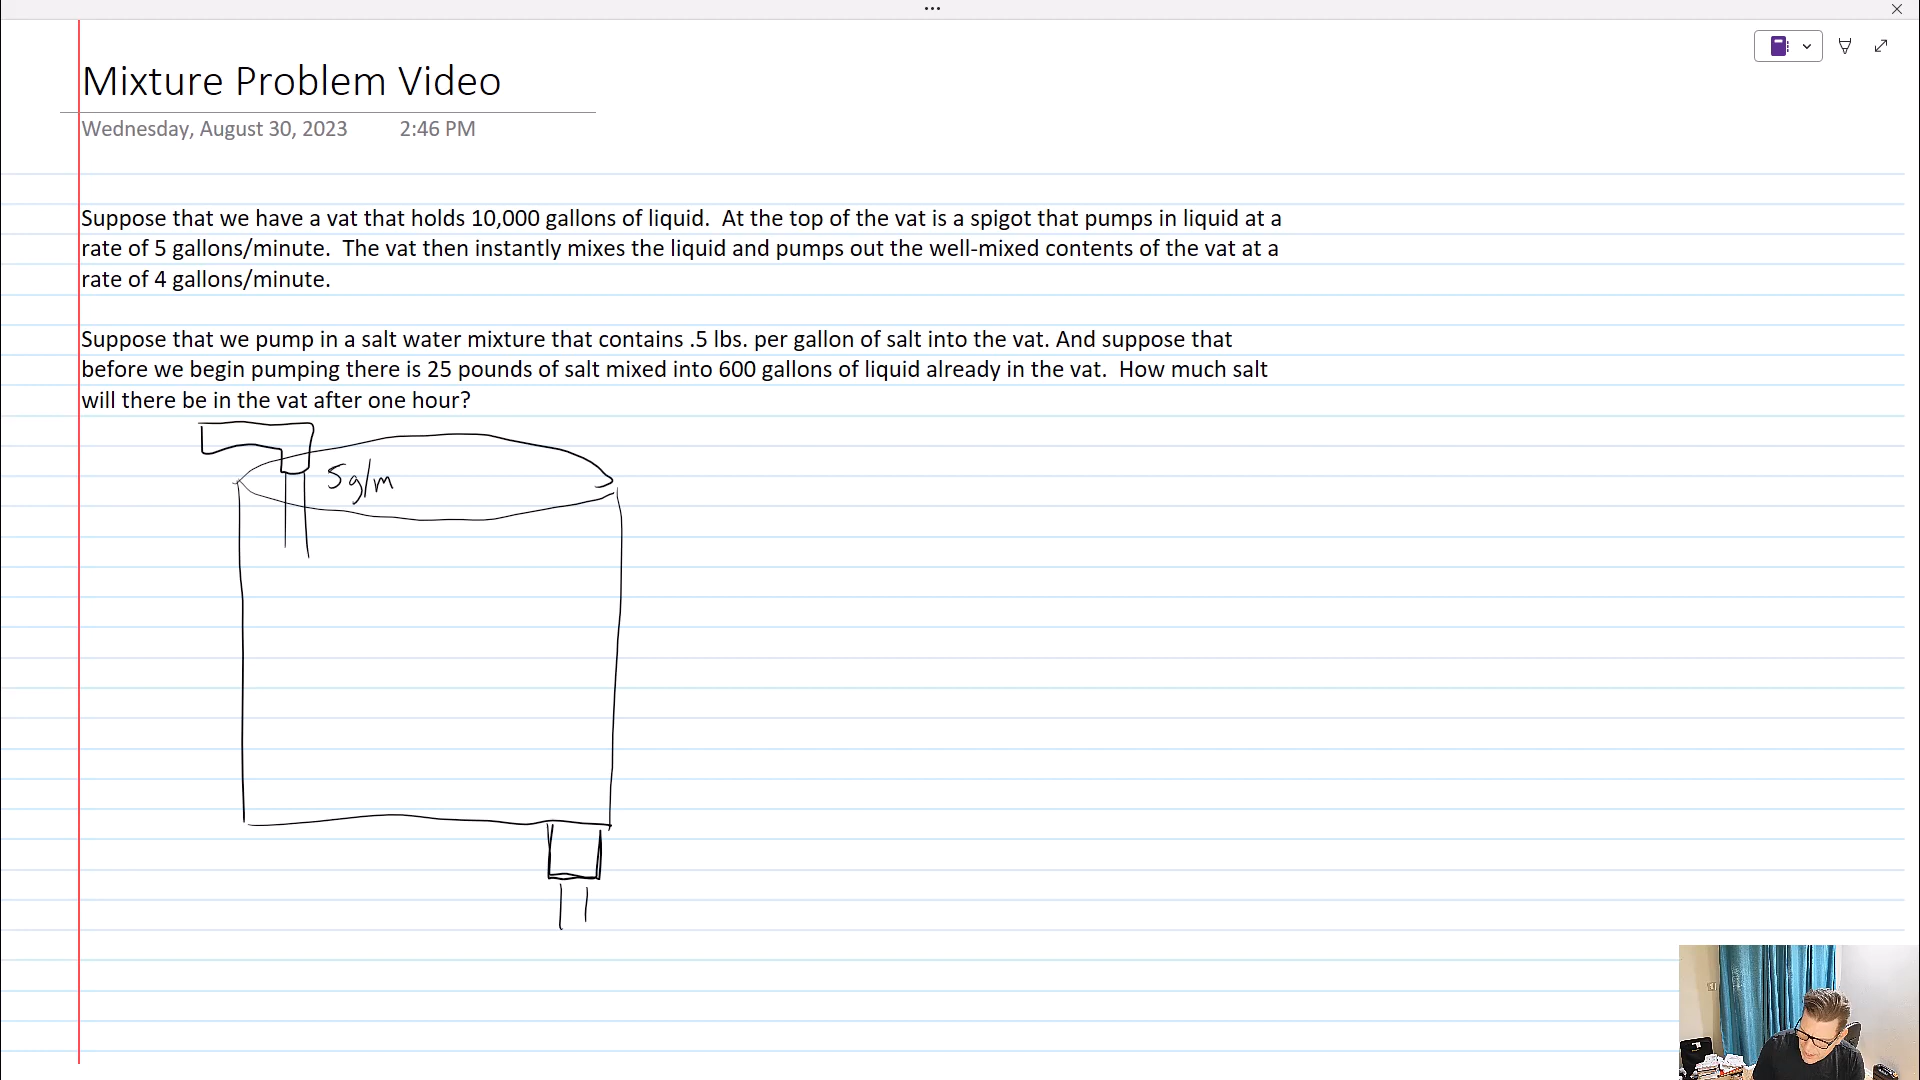 Mixture Problem Video
Wednesday, August 30, 2023 2:46 PM
Suppose that we have a vat that holds 10,000 gallons of liquid. At the top of the vat is a spigot that pumps in liquid at a
rate of 5 gallons/minute. The vat then instantly mixes the liquid and pumps out the well-mixed contents of the vat at a
rate of 4 gallons/minute.
Suppose that we pump in a salt water mixture that contains .5 lbs. per gallon of salt into the vat. And suppose that
before we begin pumping there is 25 pounds of salt mixed into 600 gallons of liquid already in the vat. How much salt
will there be in the vat after one hour?
5 g/m